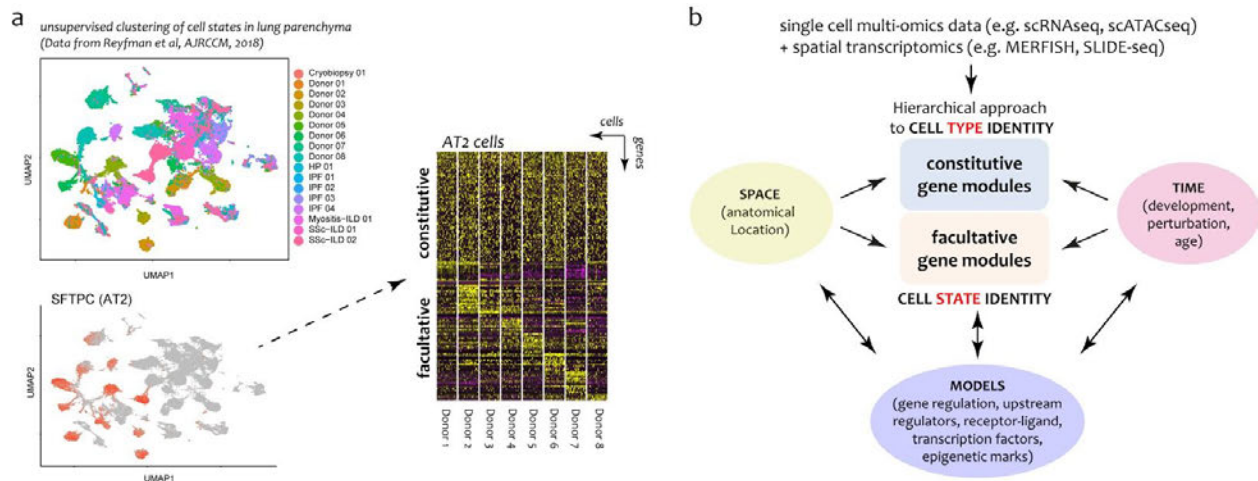 a
unsupervised clustering of cell states in lung parenchyma
(Data from Reyfman et al, AJRCCM, 2018)
UMAP2
UMAP1
Cryobiopsy 01
Donor 01
Donor 02
Donor 03
Donor 04
Donor 05
Donor 06
Donor 07
Donor 08
HP 01
IPF 01
IPF 02
IPF 03
IPF 04
Myositis-ILD 01
SSc-ILD 01
SSc-ILD 02
SFTPC (AT2)
UMAP2
UMAP1
cells
genes
AT2 cells
constitutive
facultative
Donor 1
Donor 2
Donor 3
Donor 4
Donor 5
Donor 6
Donor 7
Donor 8
b
single cell multi-omics data (e.g. scRNAseq, scATACseq)
+ spatial transcriptomics (e.g. MERFISH, SLIDE-seq)
Hierarchical approach
to CELL TYPE IDENTITY
constitutive
gene modules
facultative
gene modules
CELL STATE IDENTITY
SPACE
(anatomical
Location)
TIME
(development,
perturbation,
age)
MODELS
(gene regulation, upstream
regulators, receptor-ligand,
transcription factors,
epigenetic marks)